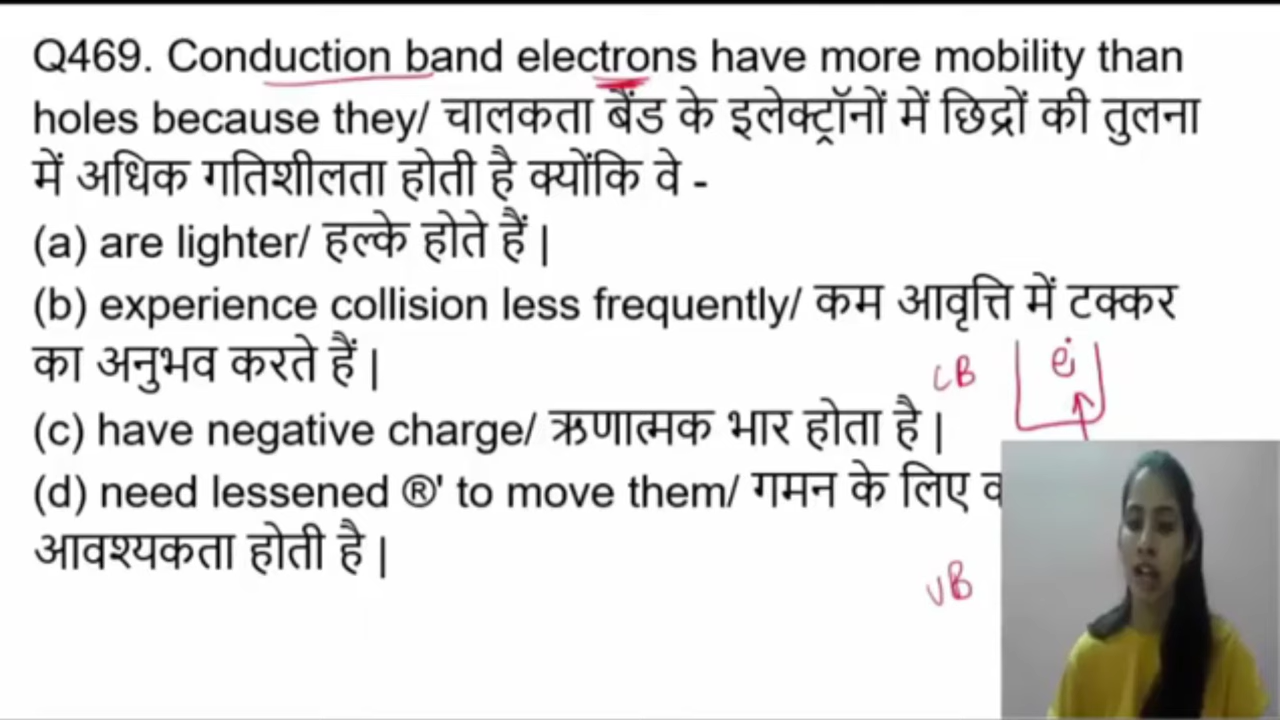 Q469. Conduction band electrons have more mobility than
holes because they/ चालकता बैंड के इलेक्ट्रॉनों में छिद्रों की तुलना
में अधिक गतिशीलता होती है क्योंकि वे -
(a) are lighter/ हल्के होते हैं |
(b) experience collision less frequently/ कम आवृत्ति में टक्कर
का अनुभव करते हैं |
CB
(c) have negative charge/ ऋणात्मक भार होता है |
(d) need lessened ®' to move them/ गमन के लिए
आवश्यकता होती है |
VB